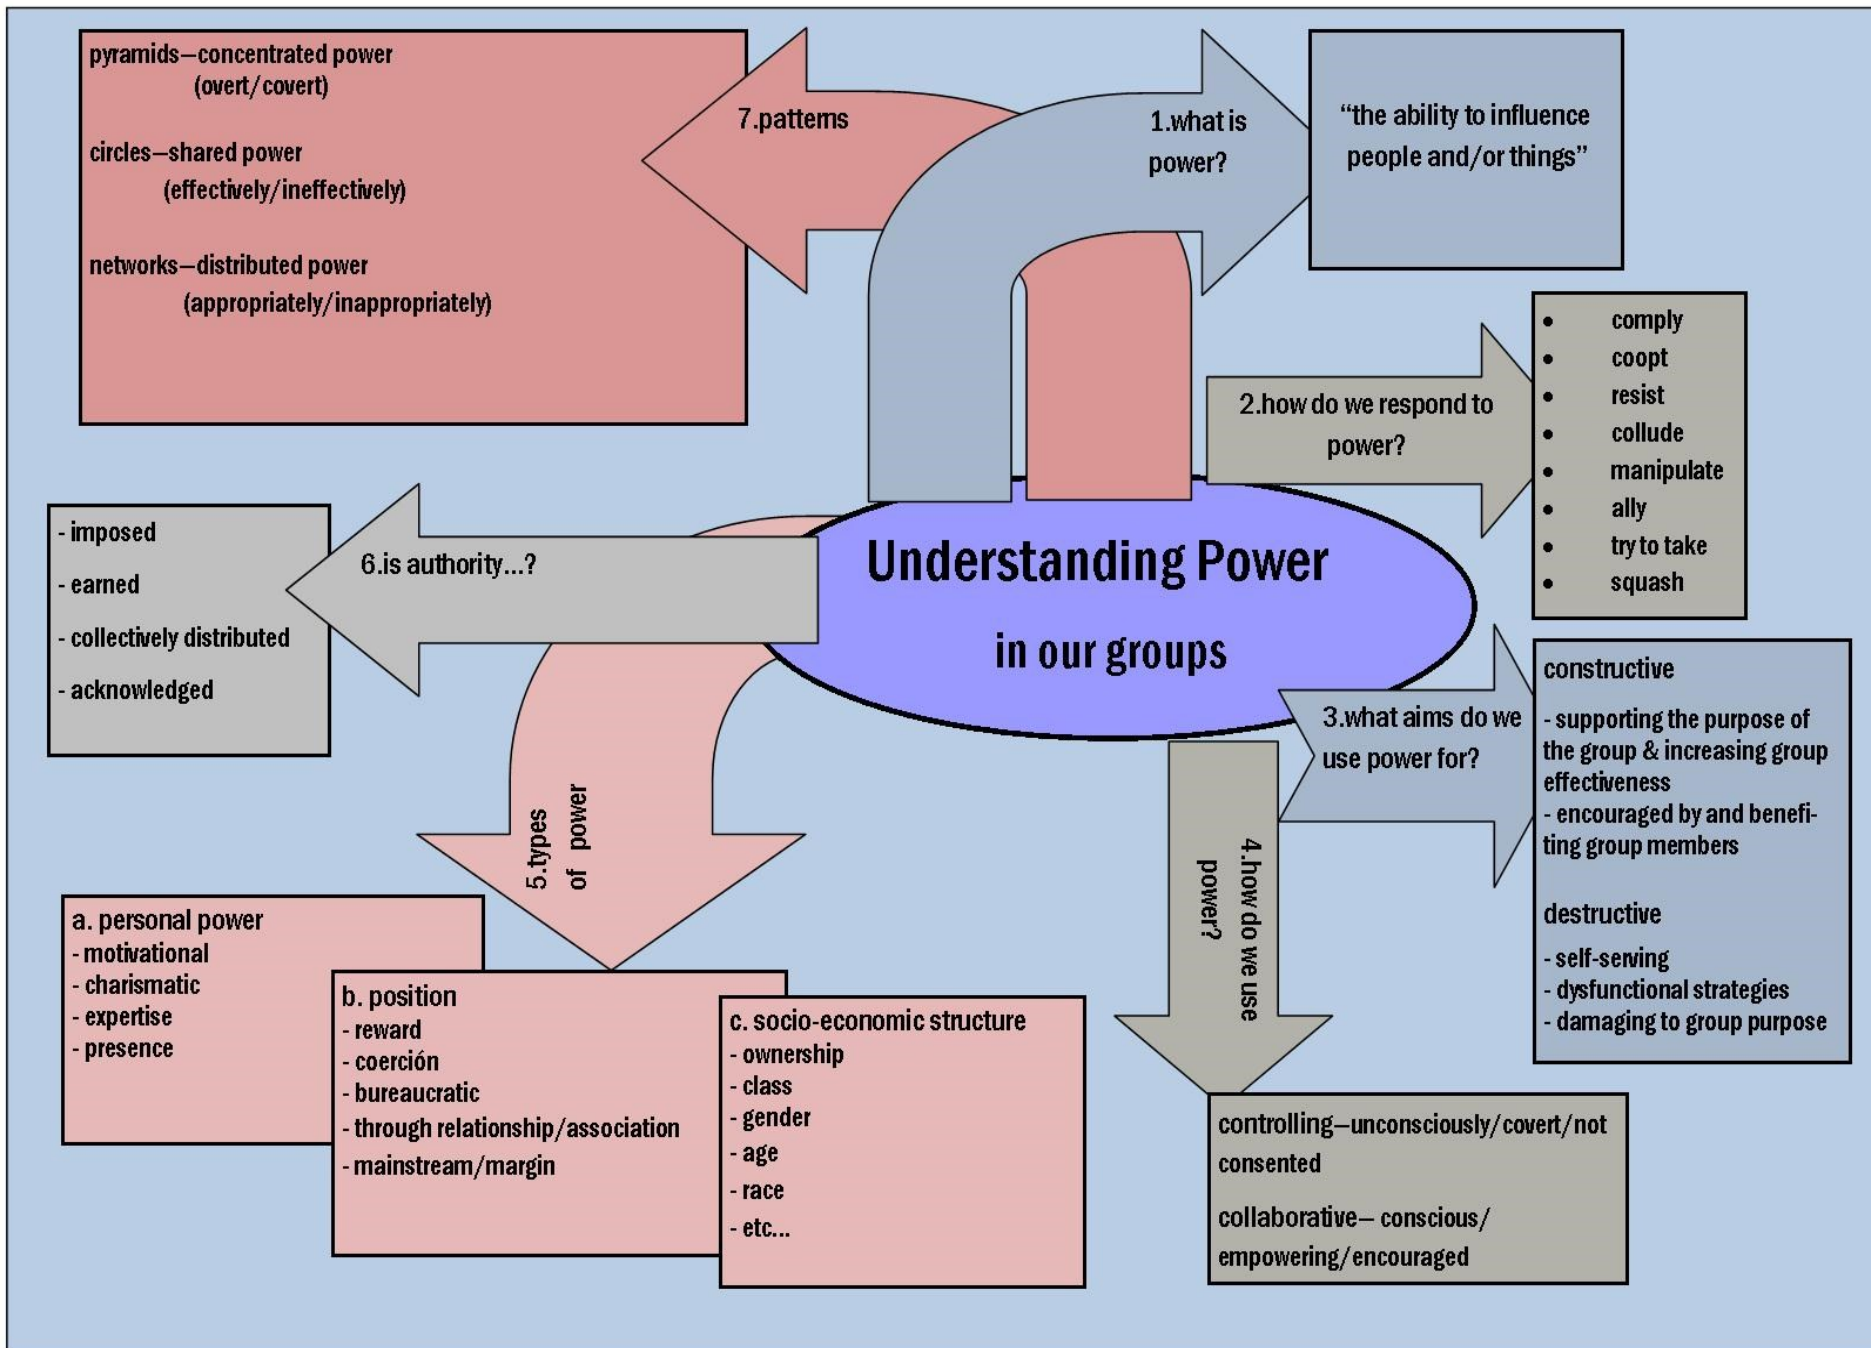 Understanding Power
in our groups
1.what is
power?
“the ability to influence
people and/or things”
2.how do we respond to
power?
• comply
• coopt
• resist
• collude
• manipulate
• ally
• try to take
• squash
3.what aims do we
use power for?
constructive
- supporting the purpose of
the group & increasing group
effectiveness
- encouraged by and benefi-
ting group members
destructive
- self-serving
- dysfunctional strategies
- damaging to group purpose
4.how do we use
power?
controlling—unconsciously/covert/not
consented
collaborative— conscious/
empowering/encouraged
5.types
of power
a. personal power
- motivational
- charismatic
- expertise
- presence
b. position
- reward
- coerción
- bureaucratic
- through relationship/association
- mainstream/margin
c. socio-economic structure
- ownership
- class
- gender
- age
- race
- etc...
6.is authority...?
- imposed
- earned
- collectively distributed
- acknowledged
7.patterns
pyramids—concentrated power
(overt/covert)
circles—shared power
(effectively/ineffectively)
networks—distributed power
(appropriately/inappropriately)